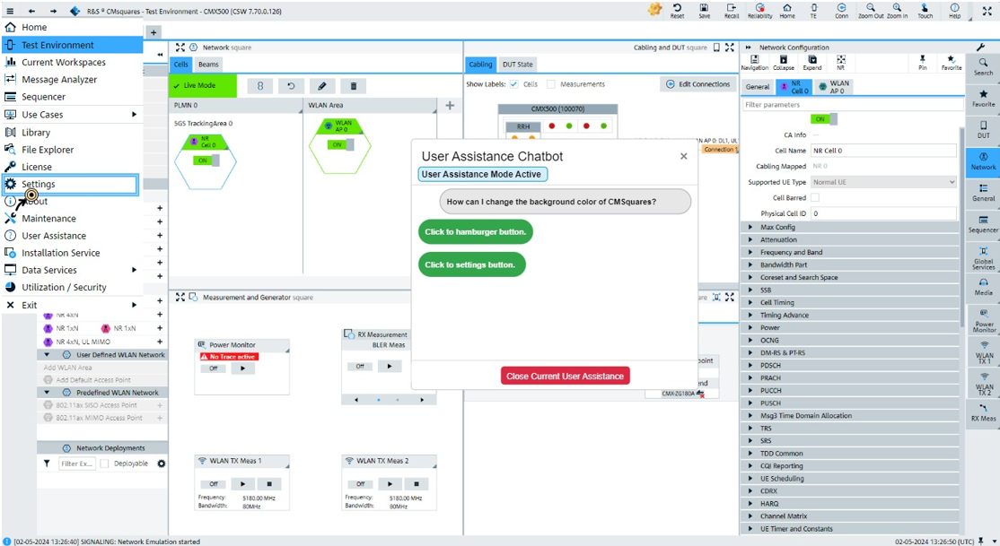 R&S ® CMsquares - Test Environment - CMX500 [CSW 7.70.0.126]
Reset
Save
Recall
Reliability
Home
TE
Conn
Zoom Out
Zoom In
Touch
Help
Home
Test Environment
Current Workspaces
Message Analyzer
Sequencer
Use Cases
Library
File Explorer
License
Settings
About
Maintenance
User Assistance
Installation Service
Data Services
Utilization / Security
Exit
NR 4xN
NR 1xN
NR 1xN
NR 4xN, UL MIMO
User Defined WLAN Network
Add WLAN Area
Add Default Access Point
Predefined WLAN Network
802.11ax SISO Access Point
802.11ax MIMO Access Point
Network Deployments
Filter Ex...
Deployable
Network square
Cells
Beams
Live Mode
PLMN 0
WLAN Area
5GS TrackingArea 0
NR
Cell 0
ON
WLAN
AP 0
ON
Measurement and Generator square
Power Monitor
No Trace active
Off
RX Measurement
BLER Meas
Off
WLAN TX Meas 1
Off
Frequency: 5180.00 MHz
Bandwidth: 80MHz
WLAN TX Meas 2
Off
Frequency: 5180.00 MHz
Bandwidth: 80MHz
Cabling and DUT square
Cabling
DUT State
Show Labels:
Cells
Measurements
Edit Connections
CMX500 (100070)
RRH
AP 0: DL1, UL
Connection
CMX-ZG180A
User Assistance Chatbot
×
User Assistance Mode Active
How can I change the background color of CMSquares?
Click to hamburger button.
Click to settings button.
Close Current User Assistance
Network Configuration
Navigation
Collapse
Expand
NR
Pin
Favorite
General
NR
Cell 0
WLAN
AP 0
Filter parameters
ON
CA Info ---
Cell Name NR Cell 0
Cabling Mapped NR 0
Supported UE Type Normal UE
Cell Barred
Physical Cell ID 0
Max Config
Attenuation
Frequency and Band
Bandwidth Part
Coreset and Search Space
SSB
Cell Timing
Timing Advance
Power
OCNG
DM-RS & PT-RS
PDSCH
PRACH
PUCCH
PUSCH
Msg3 Time Domain Allocation
TRS
SRS
TDD Common
CQI Reporting
UE Scheduling
CDRX
HARQ
Channel Matrix
UE Timer and Constants
Search
Favorite
DUT
Network
General
Sequencer
Global
Services
Media
Power
Monitor
WLAN
TX 1
WLAN
TX 2
RX Meas
[02-05-2024 13:26:40] SIGNALING: Network Emulation started
02-05-2024 13:26:50 [UTC]